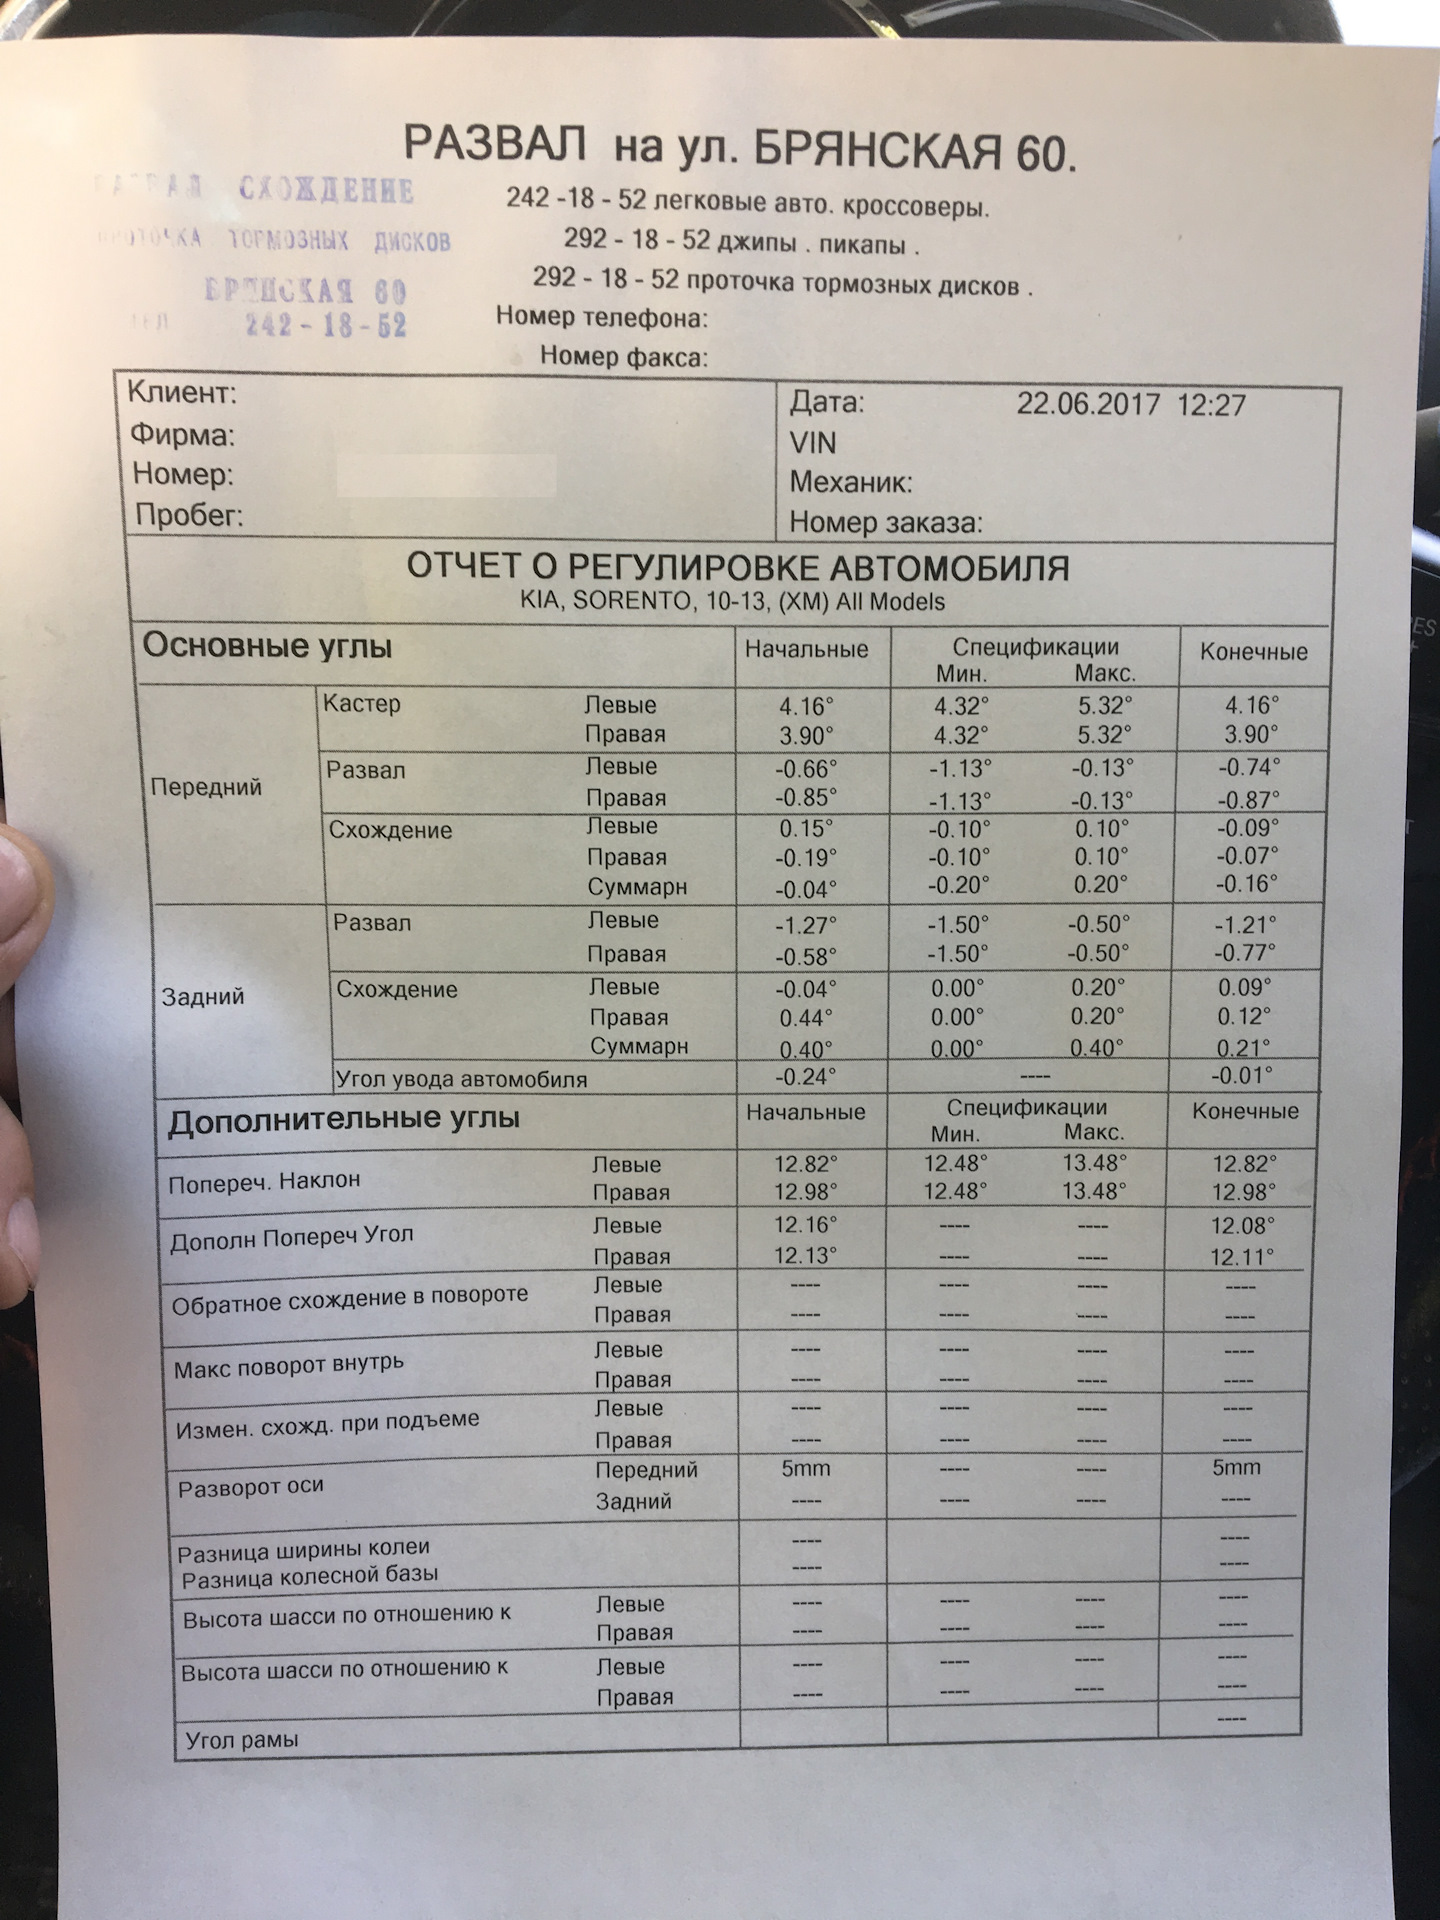 РАЗВАЛ на ул. БРЯНСКАЯ 60.
СХОЖДЕНИЕ
242 -18 - 52 легковые авто. кроссоверы.
ТОРМОЗНЫХ ДИСКОВ
292 - 18 - 52 джипы . пикапы .
292 - 18 - 52 проточка тормозных дисков .
60
242-18-52
Номер телефона:
Номер факса:
Клиент:
Фирма:
Номер:
Пробег:
Дата: 22.06.2017 12:27
VIN
Механик:
Номер заказа:
ОТЧЕТ О РЕГУЛИРОВКЕ АВТОМОБИЛЯ
KIA, SORENTO, 10-13, (XM) All Models
Основные углы Начальные Спецификации Конечные
Мин. Макс.
Передний
Кастер Левые 4.16° 4.32° 5.32° 4.16°
Правая 3.90° 4.32° 5.32° 3.90°
Развал Левые -0.66° -1.13° -0.13° -0.74°
Правая -0.85° -1.13° -0.13° -0.87°
Схождение Левые 0.15° -0.10° 0.10° -0.09°
Правая -0.19° -0.10° 0.10° -0.07°
Суммарн -0.04° -0.20° 0.20° -0.16°
Задний
Развал Левые -1.27° -1.50° -0.50° -1.21°
Правая -0.58° -1.50° -0.50° -0.77°
Схождение Левые -0.04° 0.00° 0.20° 0.09°
Правая 0.44° 0.00° 0.20° 0.12°
Суммарн 0.40° 0.00° 0.40° 0.21°
Угол увода автомобиля -0.24° ---- -0.01°
Дополнительные углы Начальные Спецификации Конечные
Мин. Макс.
Попереч. Наклон Левые 12.82° 12.48° 13.48° 12.82°
Правая 12.98° 12.48° 13.48° 12.98°
Дополн Попереч Угол Левые 12.16° ---- ---- 12.08°
Правая 12.13° ---- ---- 12.11°
Обратное схождение в повороте Левые ---- ---- ---- ----
Правая ---- ---- ---- ----
Макс поворот внутрь Левые ---- ---- ---- ----
Правая ---- ---- ---- ----
Измен. схожд. при подъеме Левые ---- ---- ---- ----
Правая ---- ---- ---- ----
Разворот оси Передний 5mm ---- ---- 5mm
Задний ---- ---- ---- ----
Разница ширины колеи ---- ----
Разница колесной базы ---- ----
Высота шасси по отношению к Левые ---- ---- ---- ----
Правая ---- ---- ---- ----
Высота шасси по отношению к Левые ---- ---- ---- ----
Правая ---- ---- ---- ----
Угол рамы ----